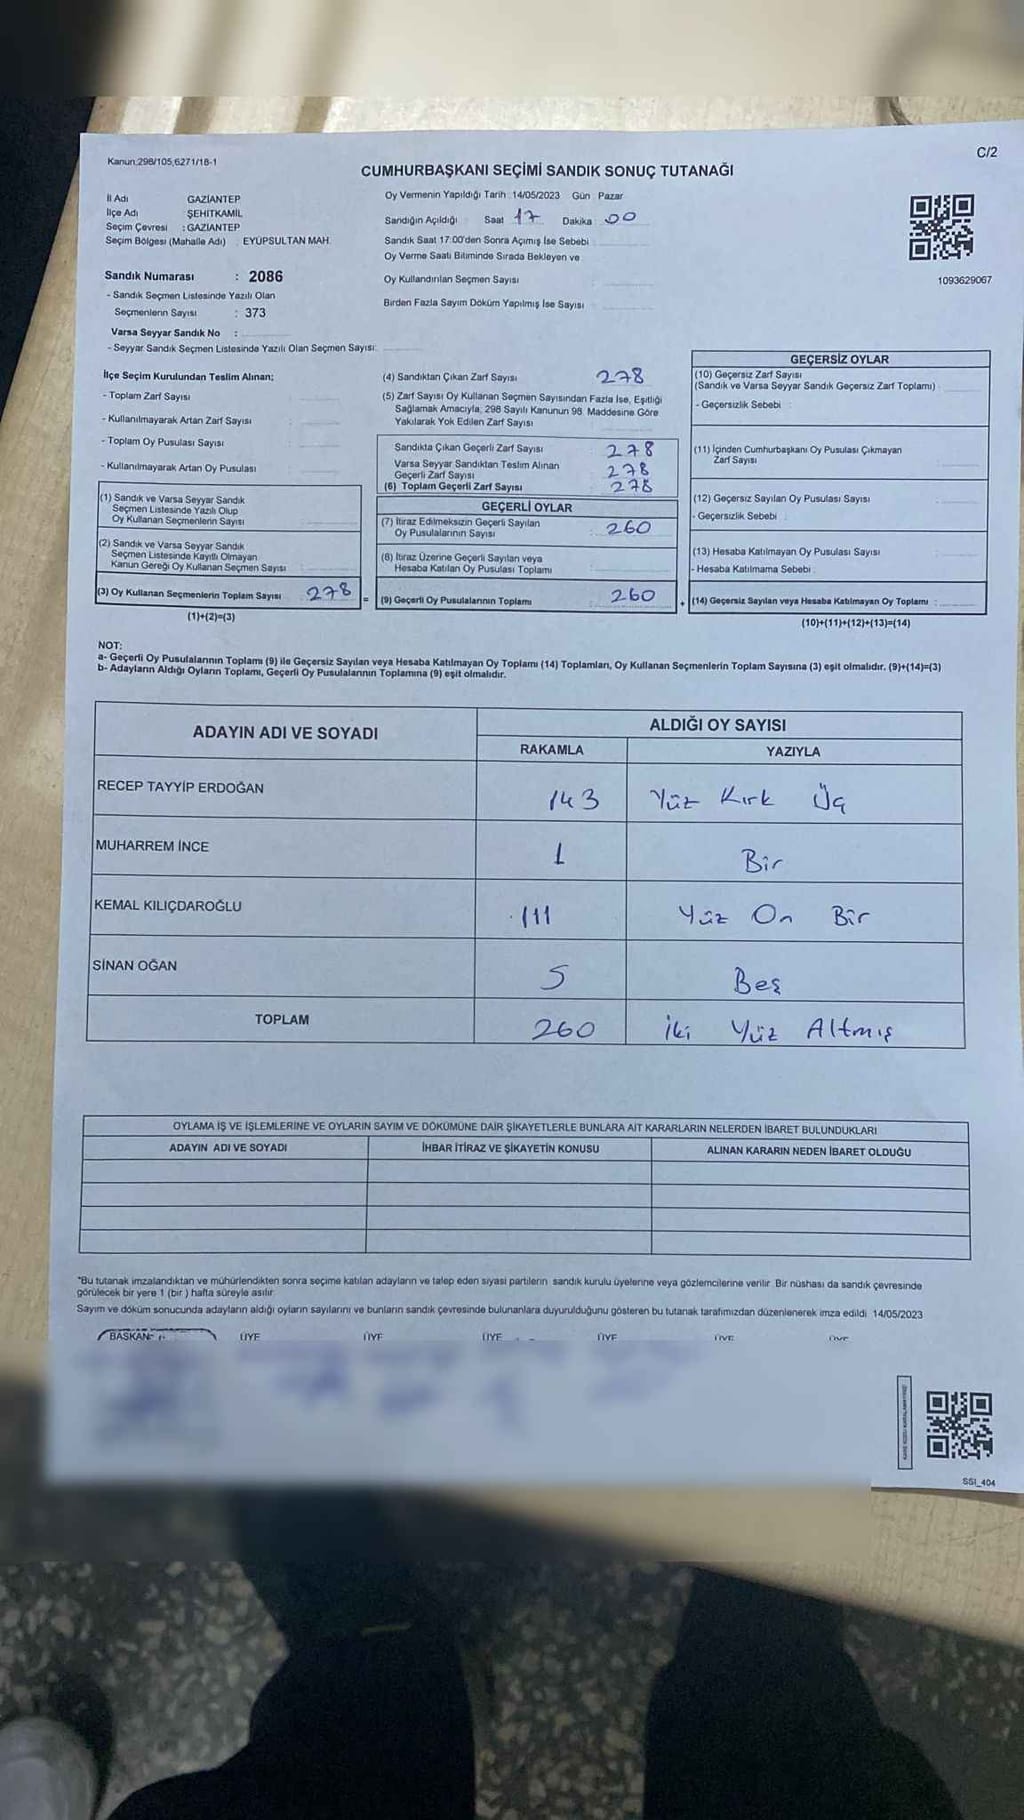 Kanun;298/105,6271/18-1
C/2
CUMHURBAŞKANI SEÇİMİ SANDIK SONUÇ TUTANAĞI
İl Adı GAZİANTEP
İlçe Adı ŞEHİTKAMİL
Seçim Çevresi : GAZİANTEP
Seçim Bölgesi (Mahalle Adı) EYÜPSULTAN MAH.
Oy Vermenin Yapıldığı Tarih 14/05/2023 Gün Pazar
Sandığın Açıldığı Saat 17 Dakika 00
Sandık Saat 17:00'den Sonra Açımış İse Sebebi
Oy Verme Saati Bitiminde Sırada Bekleyen ve
Oy Kullandırılan Seçmen Sayısı
Birden Fazla Sayım Döküm Yapılmış İse Sayısı
1093629067
Sandık Numarası : 2086
- Sandık Seçmen Listesinde Yazılı Olan
Seçmenlerin Sayısı : 373
Varsa Seyyar Sandık No :
- Seyyar Sandık Seçmen Listesinde Yazılı Olan Seçmen Sayısı:
İlçe Seçim Kurulundan Teslim Alınan;
- Toplam Zarf Sayısı
- Kullanılmayarak Artan Zarf Sayısı
- Toplam Oy Pusulası Sayısı
- Kullanılmayarak Artan Oy Pusulası
(1) Sandık ve Varsa Seyyar Sandık
Seçmen Listesinde Yazılı Olup
Oy Kullanan Seçmenlerin Sayısı
(2) Sandık ve Varsa Seyyar Sandık
Seçmen Listesinde Kayıtlı Olmayan
Kanun Gereği Oy Kullanan Seçmen Sayısı
(3) Oy Kullanan Seçmenlerin Toplam Sayısı 278 =
(1)+(2)=(3)
(4) Sandıktan Çıkan Zarf Sayısı 278
(5) Zarf Sayısı Oy Kullanan Seçmen Sayısından Fazla İse, Eşitliği
Sağlamak Amacıyla; 298 Sayılı Kanunun 98. Maddesine Göre
Yakılarak Yok Edilen Zarf Sayısı
Sandıkta Çıkan Geçerli Zarf Sayısı 278
Varsa Seyyar Sandıktan Teslim Alınan
Geçerli Zarf Sayısı 278
(6) Toplam Geçerli Zarf Sayısı 278
GEÇERLİ OYLAR
(7) İtiraz Edilmeksizin Geçerli Sayılan
Oy Pusulalarının Sayısı 260
(8) İtiraz Üzerine Geçerli Sayılan veya
Hesaba Katılan Oy Pusulası Toplamı
(9) Geçerli Oy Pusulalarının Toplamı 260 +
GEÇERSİZ OYLAR
(10) Geçersiz Zarf Sayısı
(Sandık ve Varsa Seyyar Sandık Geçersiz Zarf Toplamı)
- Geçersizlik Sebebi :
(11) İçinden Cumhurbaşkanı Oy Pusulası Çıkmayan
Zarf Sayısı
(12) Geçersiz Sayılan Oy Pusulası Sayısı
- Geçersizlik Sebebi :
(13) Hesaba Katılmayan Oy Pusulası Sayısı
- Hesaba Katılmama Sebebi
(14) Geçersiz Sayılan veya Hesaba Katılmayan Oy Toplamı :
(10)+(11)+(12)+(13)=(14)
NOT:
a- Geçerli Oy Pusulalarının Toplamı (9) ile Geçersiz Sayılan veya Hesaba Katılmayan Oy Toplamı (14) Toplamları, Oy Kullanan Seçmenlerin Toplam Sayısına (3) eşit olmalıdır. (9)+(14)=(3)
b- Adayların Aldığı Oyların Toplamı, Geçerli Oy Pusulalarının Toplamına (9) eşit olmalıdır.
ADAYIN ADI VE SOYADI
ALDIĞI OY SAYISI
RAKAMLA YAZIYLA
RECEP TAYYİP ERDOĞAN 143 Yüz Kırk Üç
MUHARREM İNCE 1 Bir
KEMAL KILIÇDAROĞLU 111 Yüz On Bir
SİNAN OĞAN 5 Beş
TOPLAM 260 İki Yüz Altmış
OYLAMA İŞ VE İŞLEMLERİNE VE OYLARIN SAYIM VE DÖKÜMÜNE DAİR ŞİKAYETLERLE BUNLARA AİT KARARLARIN NELERDEN İBARET BULUNDUKLARI
ADAYIN ADI VE SOYADI İHBAR İTİRAZ VE ŞİKAYETİN KONUSU ALINAN KARARIN NEDEN İBARET OLDUĞU
*Bu tutanak imzalandıktan ve mühürlendikten sonra seçime katılan adayların ve talep eden siyasi partilerin sandık kurulu üyelerine veya gözlemcilerine verilir. Bir nüshası da sandık çevresinde
görülecek bir yere 1 (bir) hafta süreyle asılır.
Sayım ve döküm sonucunda adayların aldığı oyların sayılarını ve bunların sandık çevresinde bulunanlara duyurulduğunu gösteren bu tutanak tarafımızdan düzenlenerek imza edildi 14/05/2023
BAŞKAN ÜYE ÜYE ÜYE ÜYE ÜYE ÜYE
SSI_404